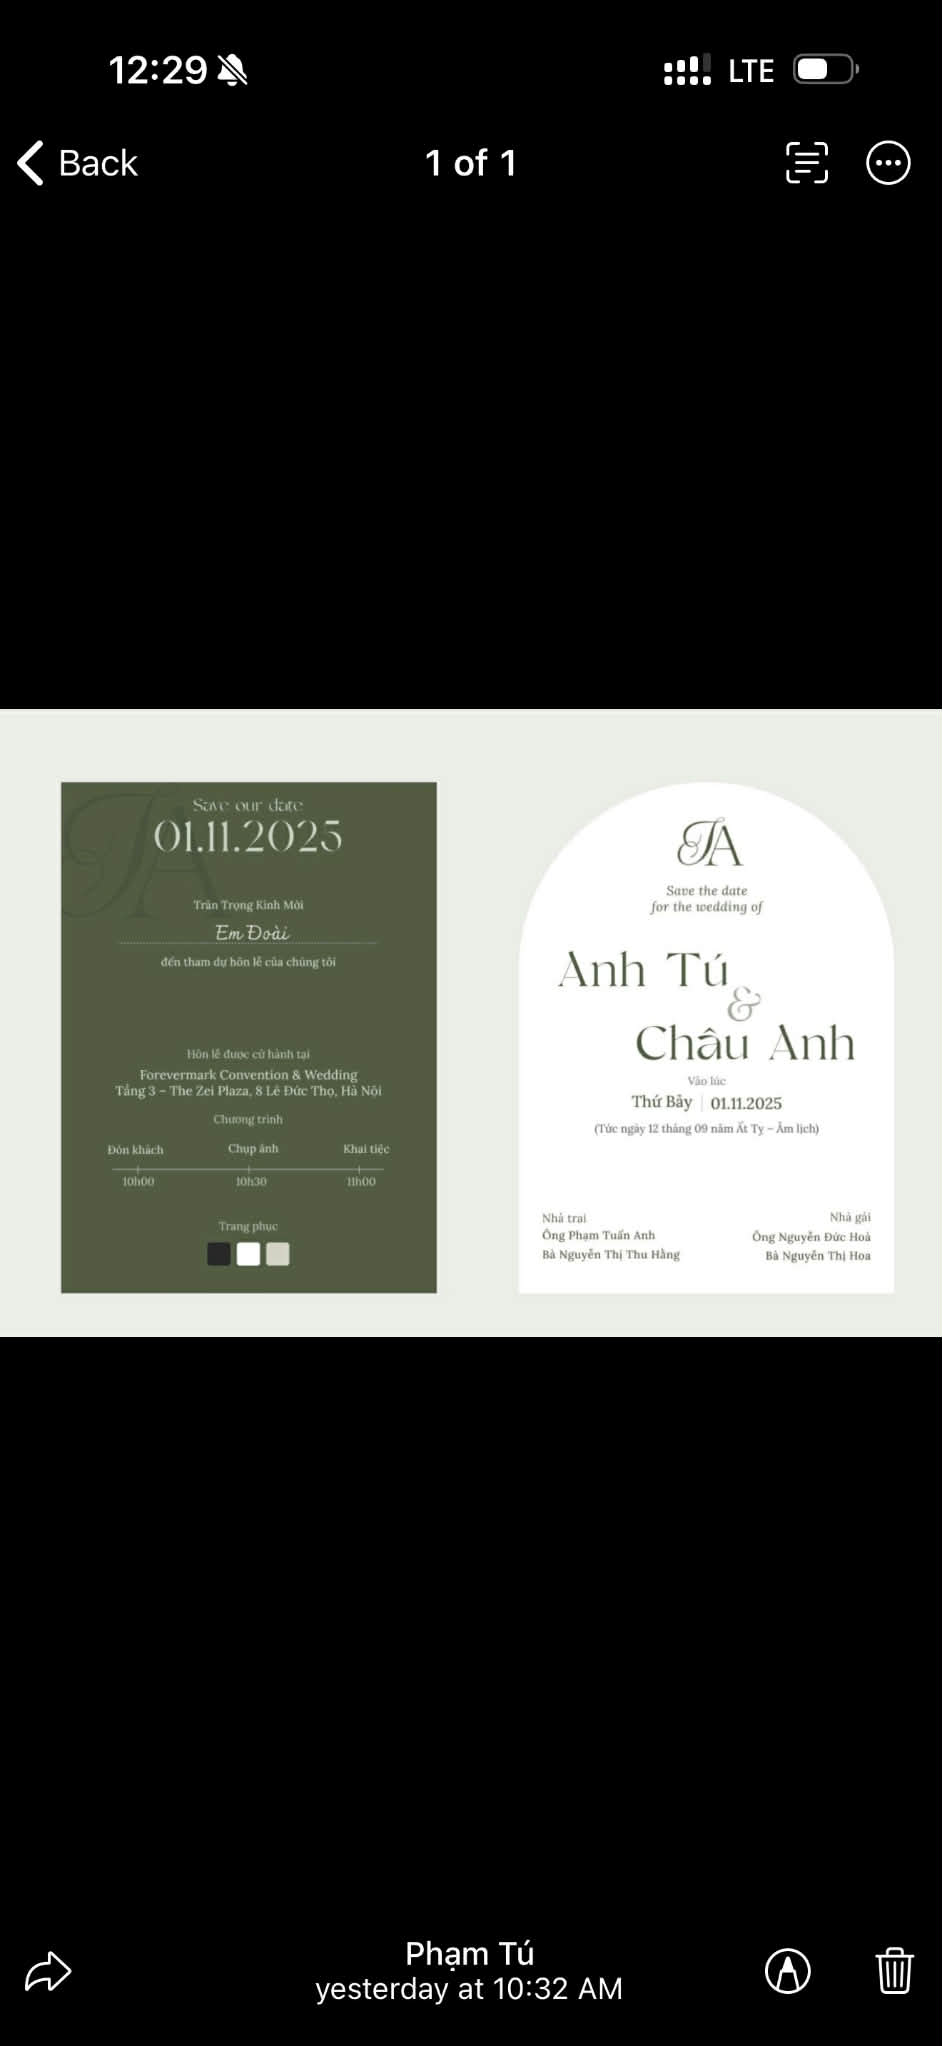 12:29
LTE
Back
1 of 1
Save our date
01.11.2025
Trân Trọng Kính Mời
Em Đoài
đến tham dự hôn lễ của chúng tôi
Hôn lễ được cử hành tại
Forevermark Convention & Wedding
Tầng 3 – The Zei Plaza, 8 Lê Đức Thọ, Hà Nội
Chương trình
Đón khách Chụp ảnh Khai tiệc
10h00 10h30 11h00
Trang phục
TA
Save the date
for the wedding of
Anh Tú
&
Châu Anh
Vào lúc
Thứ Bảy | 01.11.2025
(Tức ngày 12 tháng 09 năm Ất Tỵ – Âm lịch)
Nhà trai
Ông Phạm Tuấn Anh
Bà Nguyễn Thị Thu Hằng
Nhà gái
Ông Nguyễn Đức Hoà
Bà Nguyễn Thị Hoa
Phạm Tú
yesterday at 10:32 AM